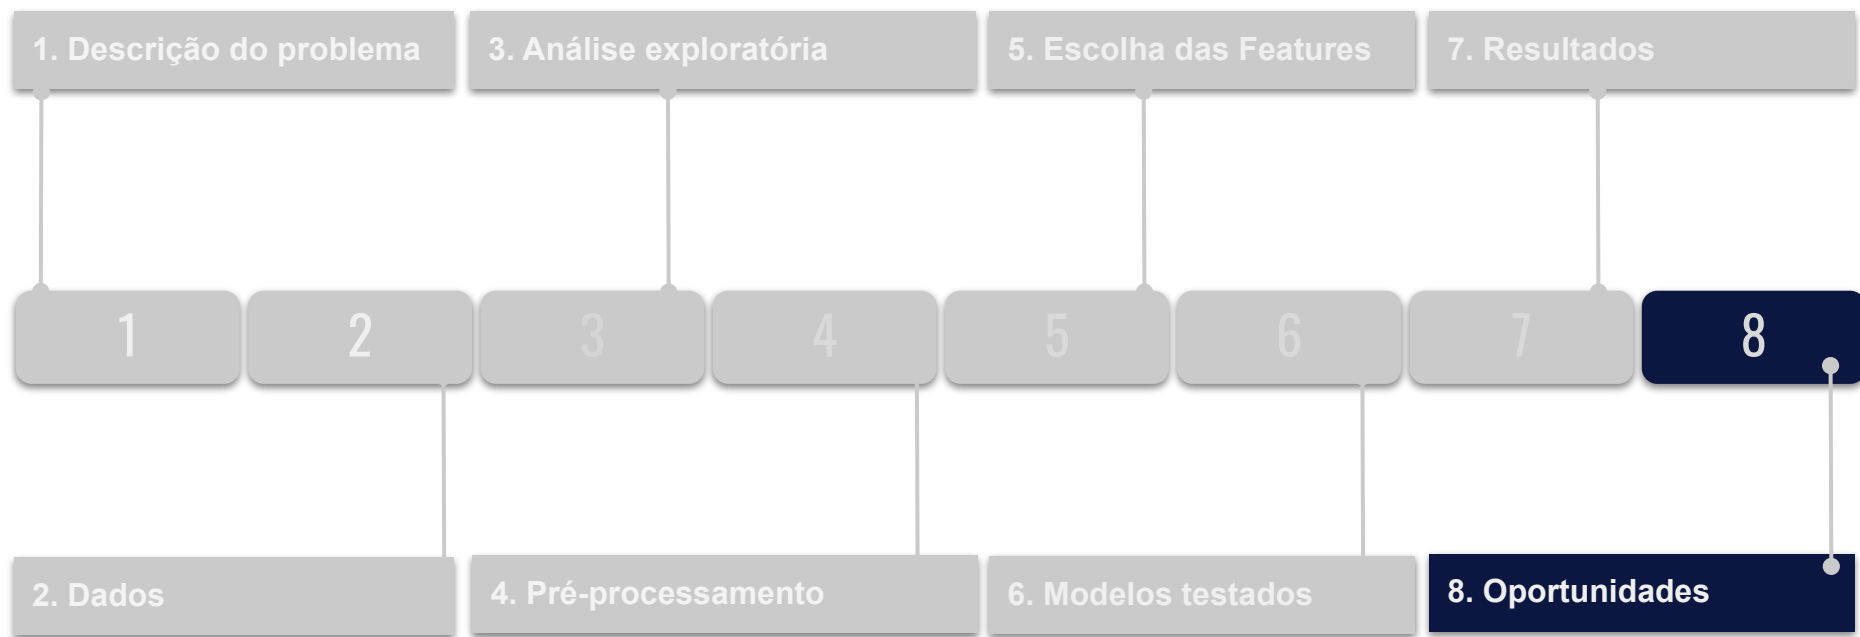 1. Descrição do problema
3. Análise exploratória
5. Escolha das Features
7. Resultados
1
2
3
4
5
6
7
8
2. Dados
4. Pré-processamento
6. Modelos testados
8. Oportunidades